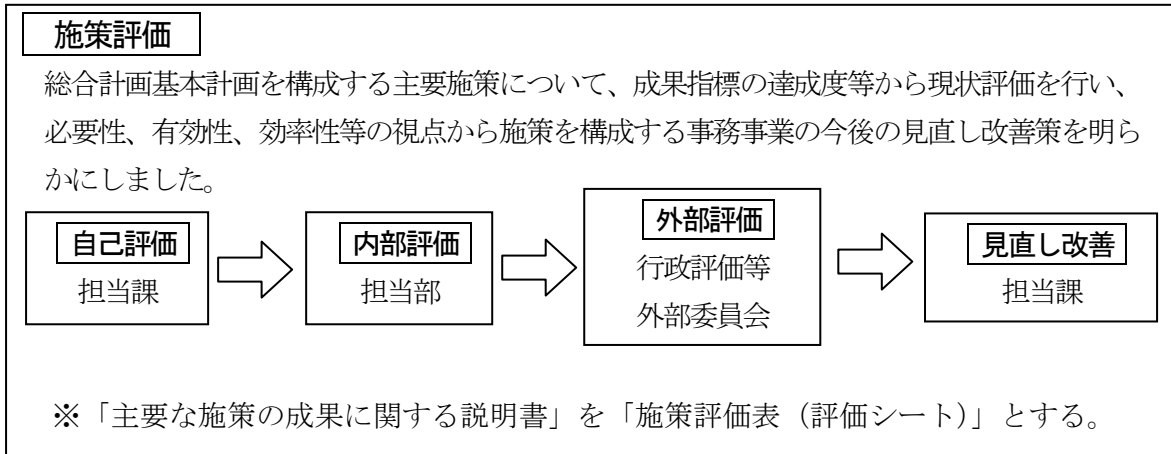 施策評価
総合計画基本計画を構成する主要施策について、成果指標の達成度等から現状評価を行い、
必要性、有効性、効率性等の視点から施策を構成する事務事業の今後の見直し改善策を明ら
かにしました。
自己評価
担当課
内部評価
担当部
外部評価
行政評価等
外部委員会
見直し改善
担当課
※「主要な施策の成果に関する説明書」を「施策評価表（評価シート）」とする。